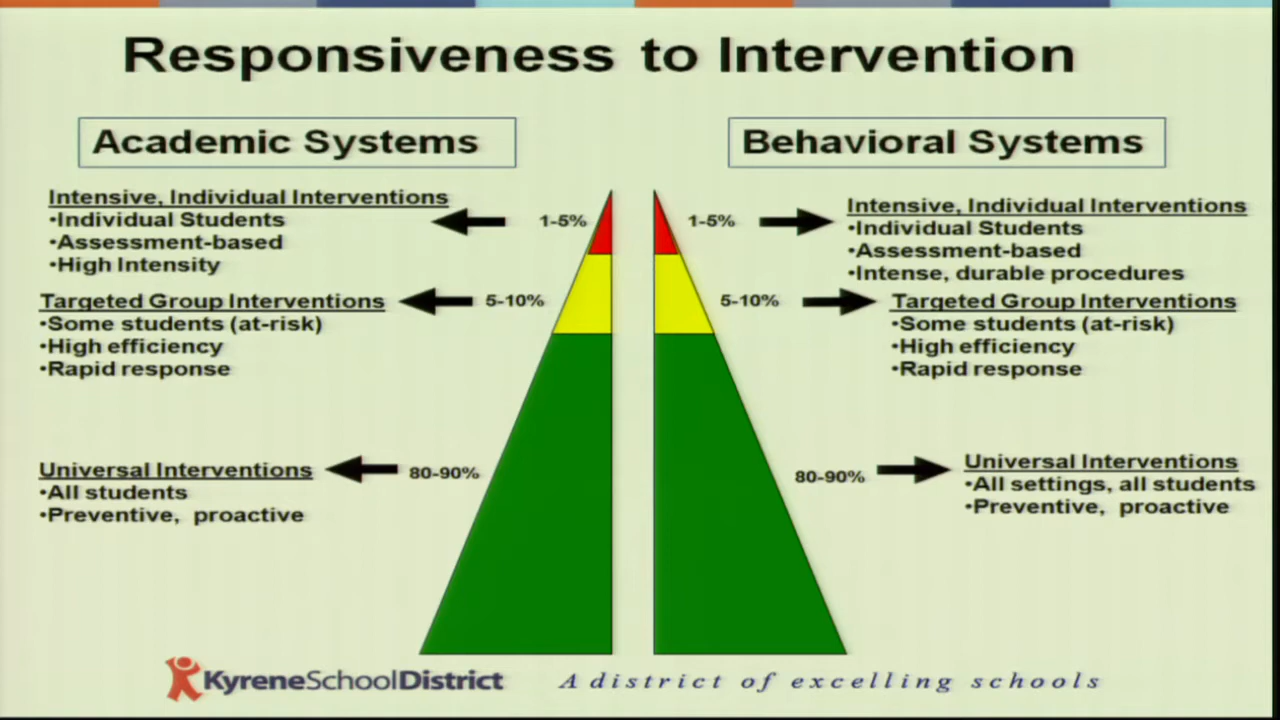 Responsiveness to Intervention
Academic Systems
Intensive, Individual Interventions
•Individual Students
•Assessment-based
•High Intensity
1-5%
Targeted Group Interventions
•Some students (at-risk)
•High efficiency
•Rapid response
5-10%
Universal Interventions
•All students
•Preventive, proactive
80-90%
Behavioral Systems
1-5%
Intensive, Individual Interventions
•Individual Students
•Assessment-based
•Intense, durable procedures
5-10%
Targeted Group Interventions
•Some students (at-risk)
•High efficiency
•Rapid response
80-90%
Universal Interventions
•All settings, all students
•Preventive, proactive
KyreneSchoolDistrict
A district of excelling schools